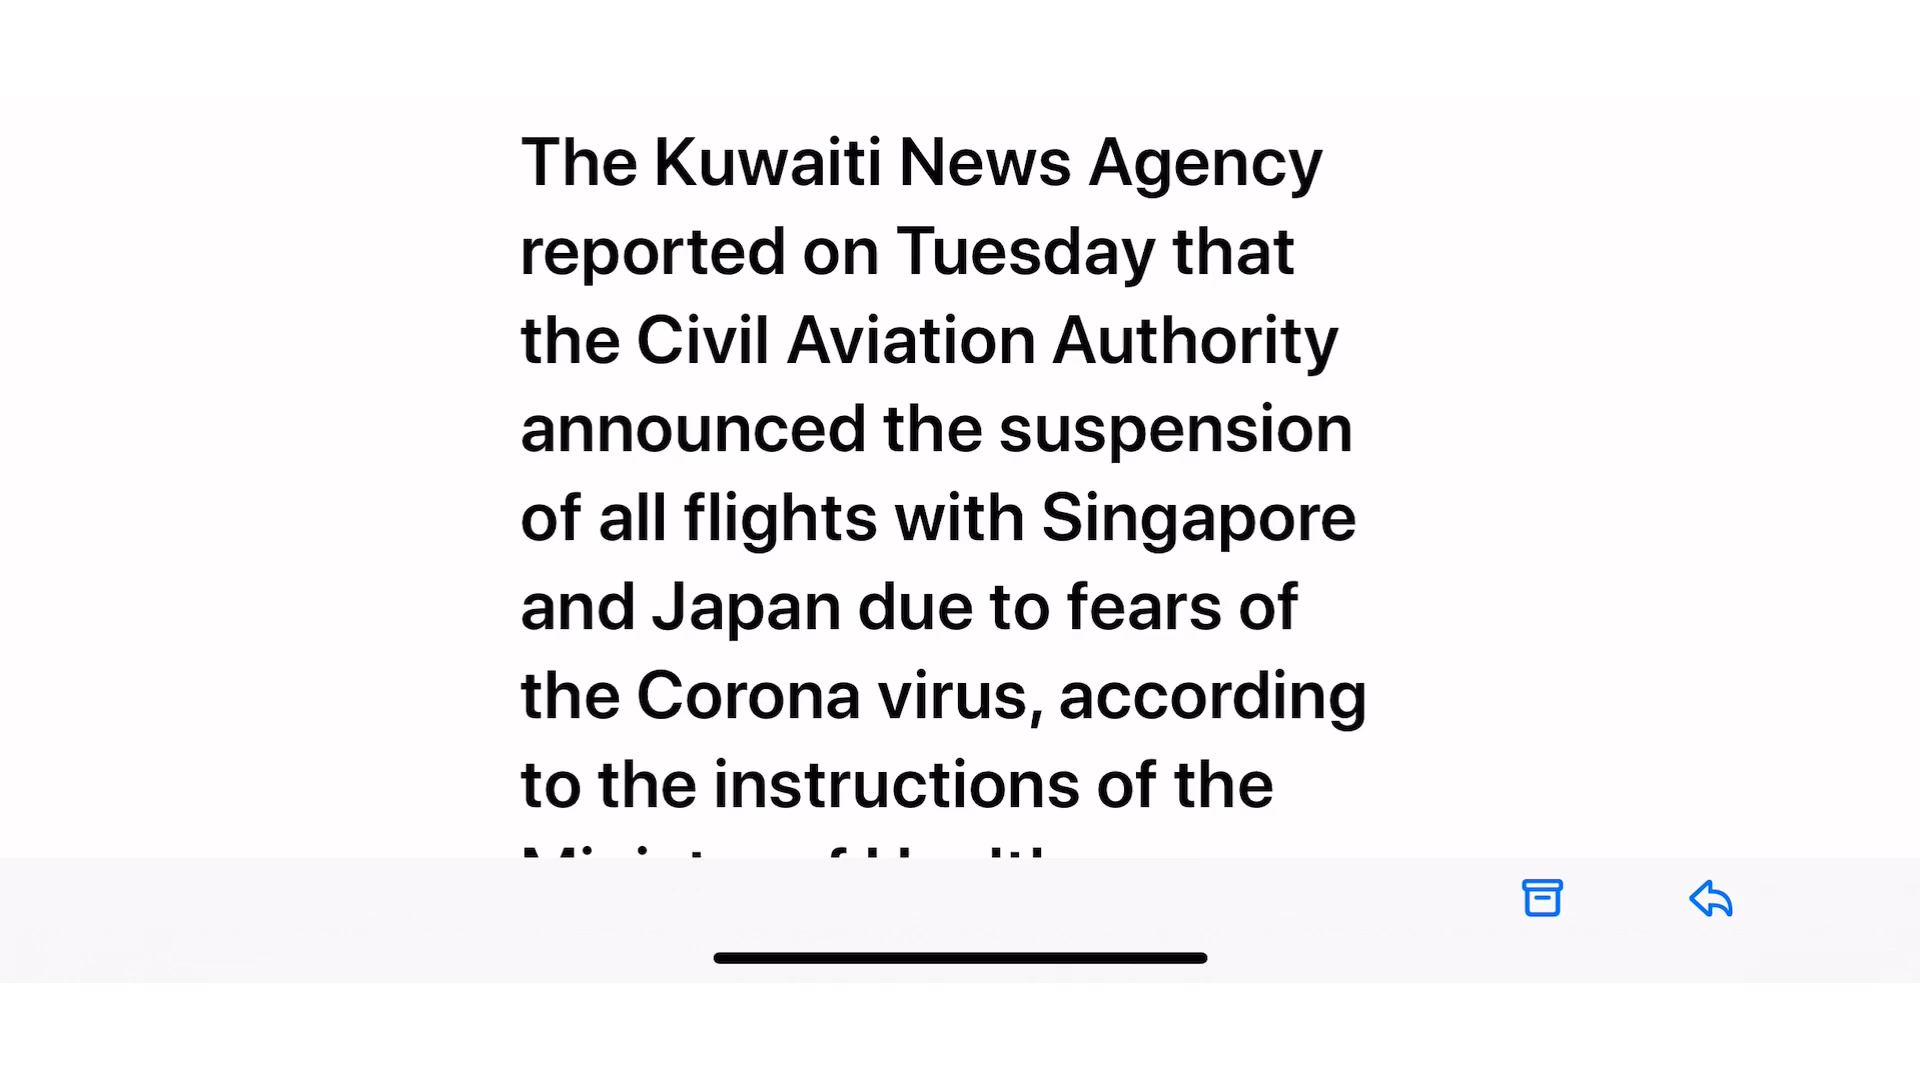 The Kuwaiti News Agency
reported on Tuesday that
the Civil Aviation Authority
announced the suspension
of all flights with Singapore
and Japan due to fears of
the Corona virus, according
to the instructions of the